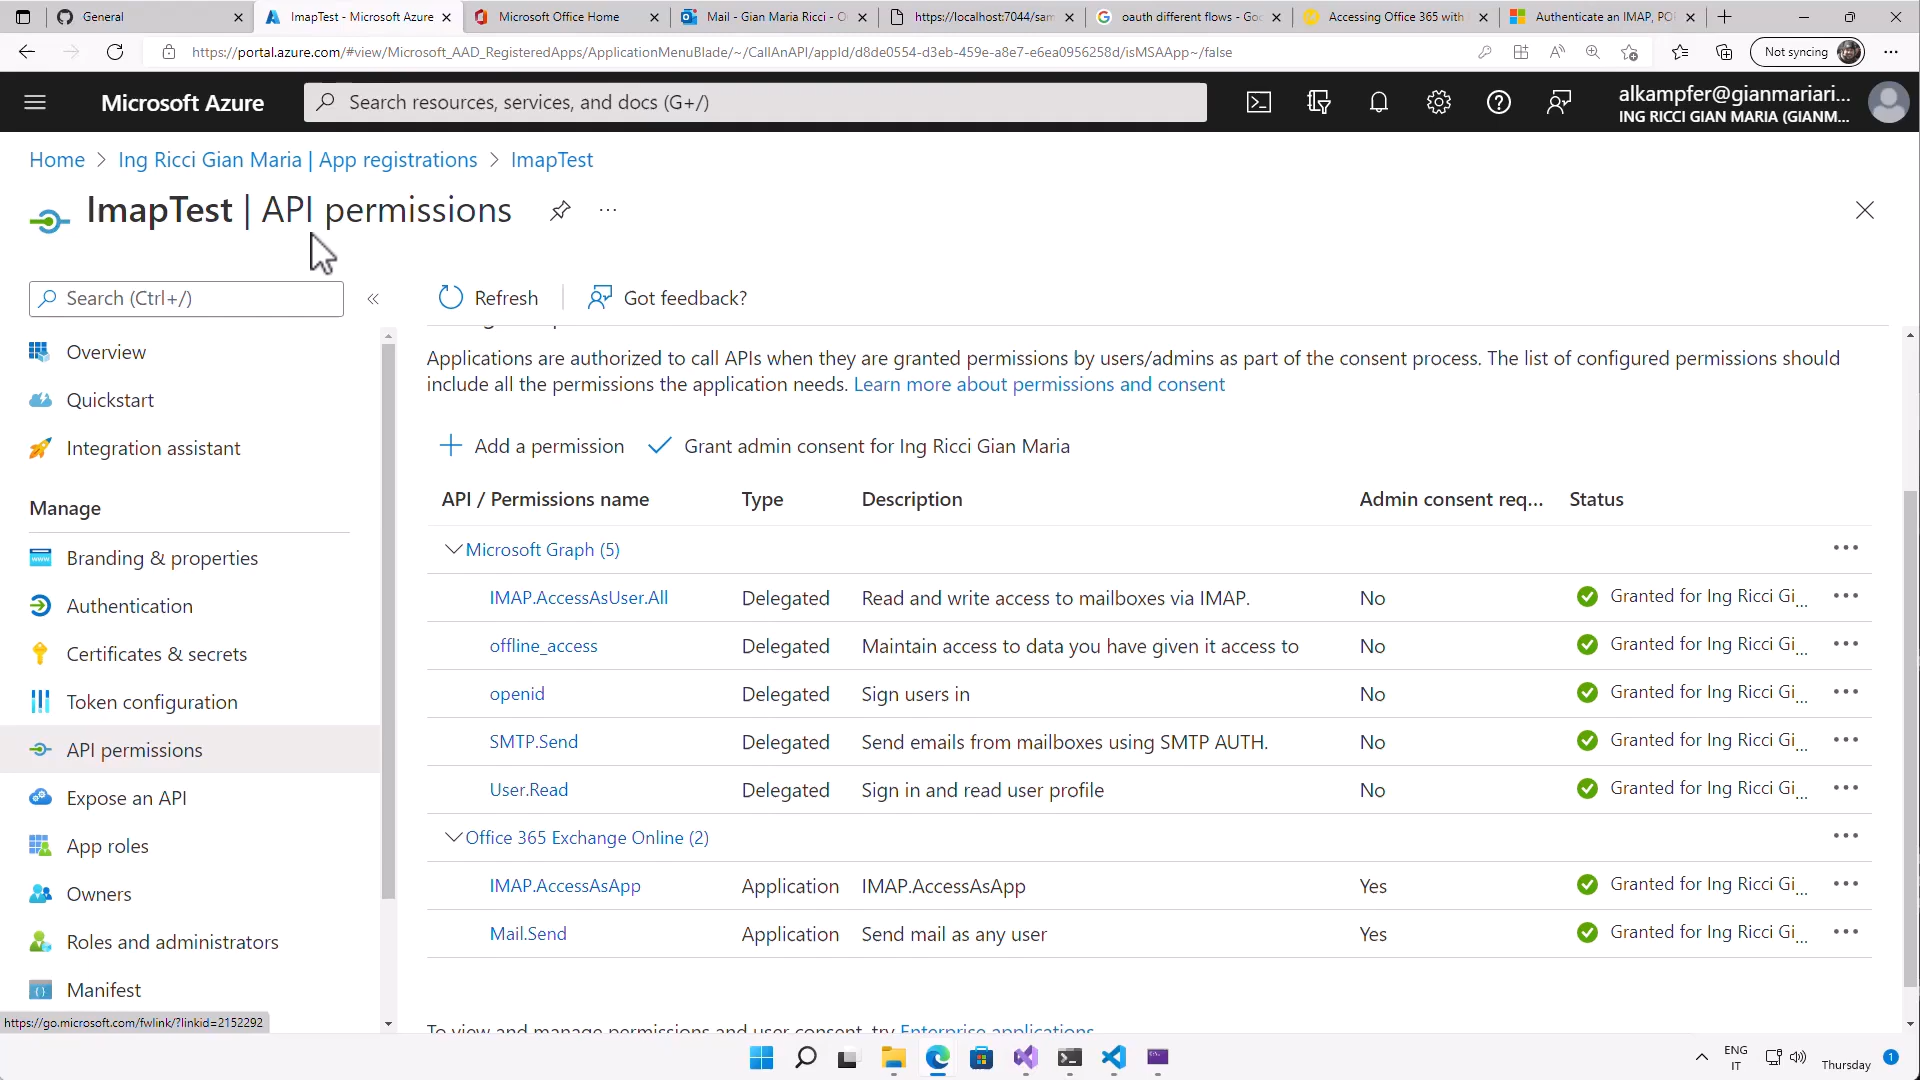 General
ImapTest - Microsoft Azure
Microsoft Office Home
Mail - Gian Maria Ricci - O
https://localhost:7044/sam
oauth different flows - Goo
Accessing Office 365 with
Authenticate an IMAP, PO
https://portal.azure.com/#view/Microsoft_AAD_RegisteredApps/ApplicationMenuBlade/~/CallAnAPI/appId/d8de0554-d3eb-459e-a8e7-e6ea0956258d/isMSAApp~/false
Not syncing
Microsoft Azure
Search resources, services, and docs (G+/)
alkampfer@gianmariari...
ING RICCI GIAN MARIA (GIANM...
Home > Ing Ricci Gian Maria | App registrations > ImapTest
ImapTest | API permissions
Search (Ctrl+/)
Refresh
Got feedback?
Overview
Quickstart
Integration assistant
Manage
Branding & properties
Authentication
Certificates & secrets
Token configuration
API permissions
Expose an API
App roles
Owners
Roles and administrators
Manifest
https://go.microsoft.com/fwlink/?linkid=2152292
Applications are authorized to call APIs when they are granted permissions by users/admins as part of the consent process. The list of configured permissions should
include all the permissions the application needs. Learn more about permissions and consent
Add a permission
Grant admin consent for Ing Ricci Gian Maria
API / Permissions name Type Description Admin consent req... Status
Microsoft Graph (5)
IMAP.AccessAsUser.All Delegated Read and write access to mailboxes via IMAP. No Granted for Ing Ricci Gi...
offline_access Delegated Maintain access to data you have given it access to No Granted for Ing Ricci Gi...
openid Delegated Sign users in No Granted for Ing Ricci Gi...
SMTP.Send Delegated Send emails from mailboxes using SMTP AUTH. No Granted for Ing Ricci Gi...
User.Read Delegated Sign in and read user profile No Granted for Ing Ricci Gi...
Office 365 Exchange Online (2)
IMAP.AccessAsApp Application IMAP.AccessAsApp Yes Granted for Ing Ricci Gi...
Mail.Send Application Send mail as any user Yes Granted for Ing Ricci Gi...
To view and manage permissions and user consent, try Enterprise applications
ENG
IT
Thursday
1